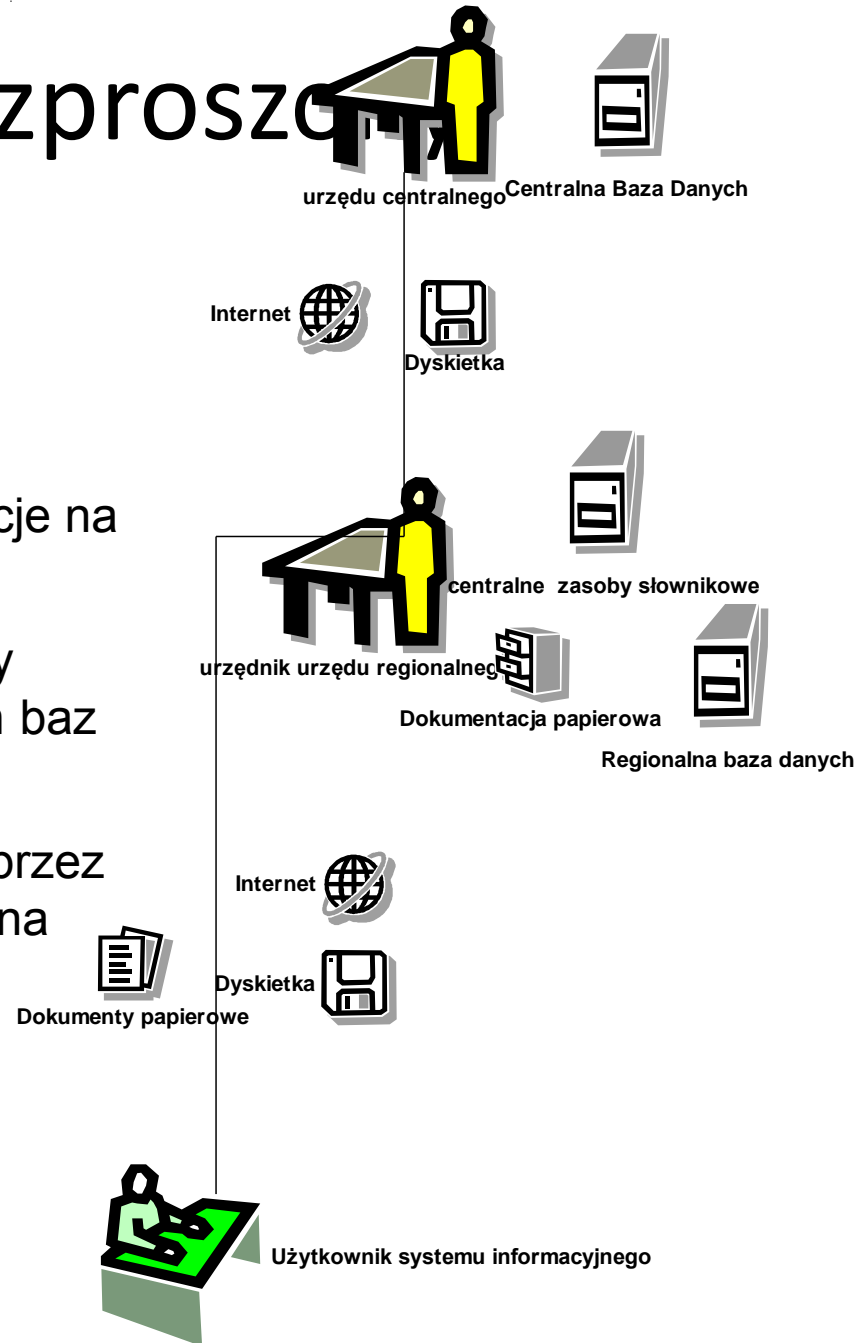 zproszo
urzędu centralnego
Centralna Baza Danych
Internet
Dyskietka
cje na
centralne zasoby słownikowe
y
urzędnik urzędu regionalneg
baz
Dokumentacja papierowa
Regionalna baza danych
przez
Internet
na
Dyskietka
Dokumenty papierowe
Użytkownik systemu informacyjnego